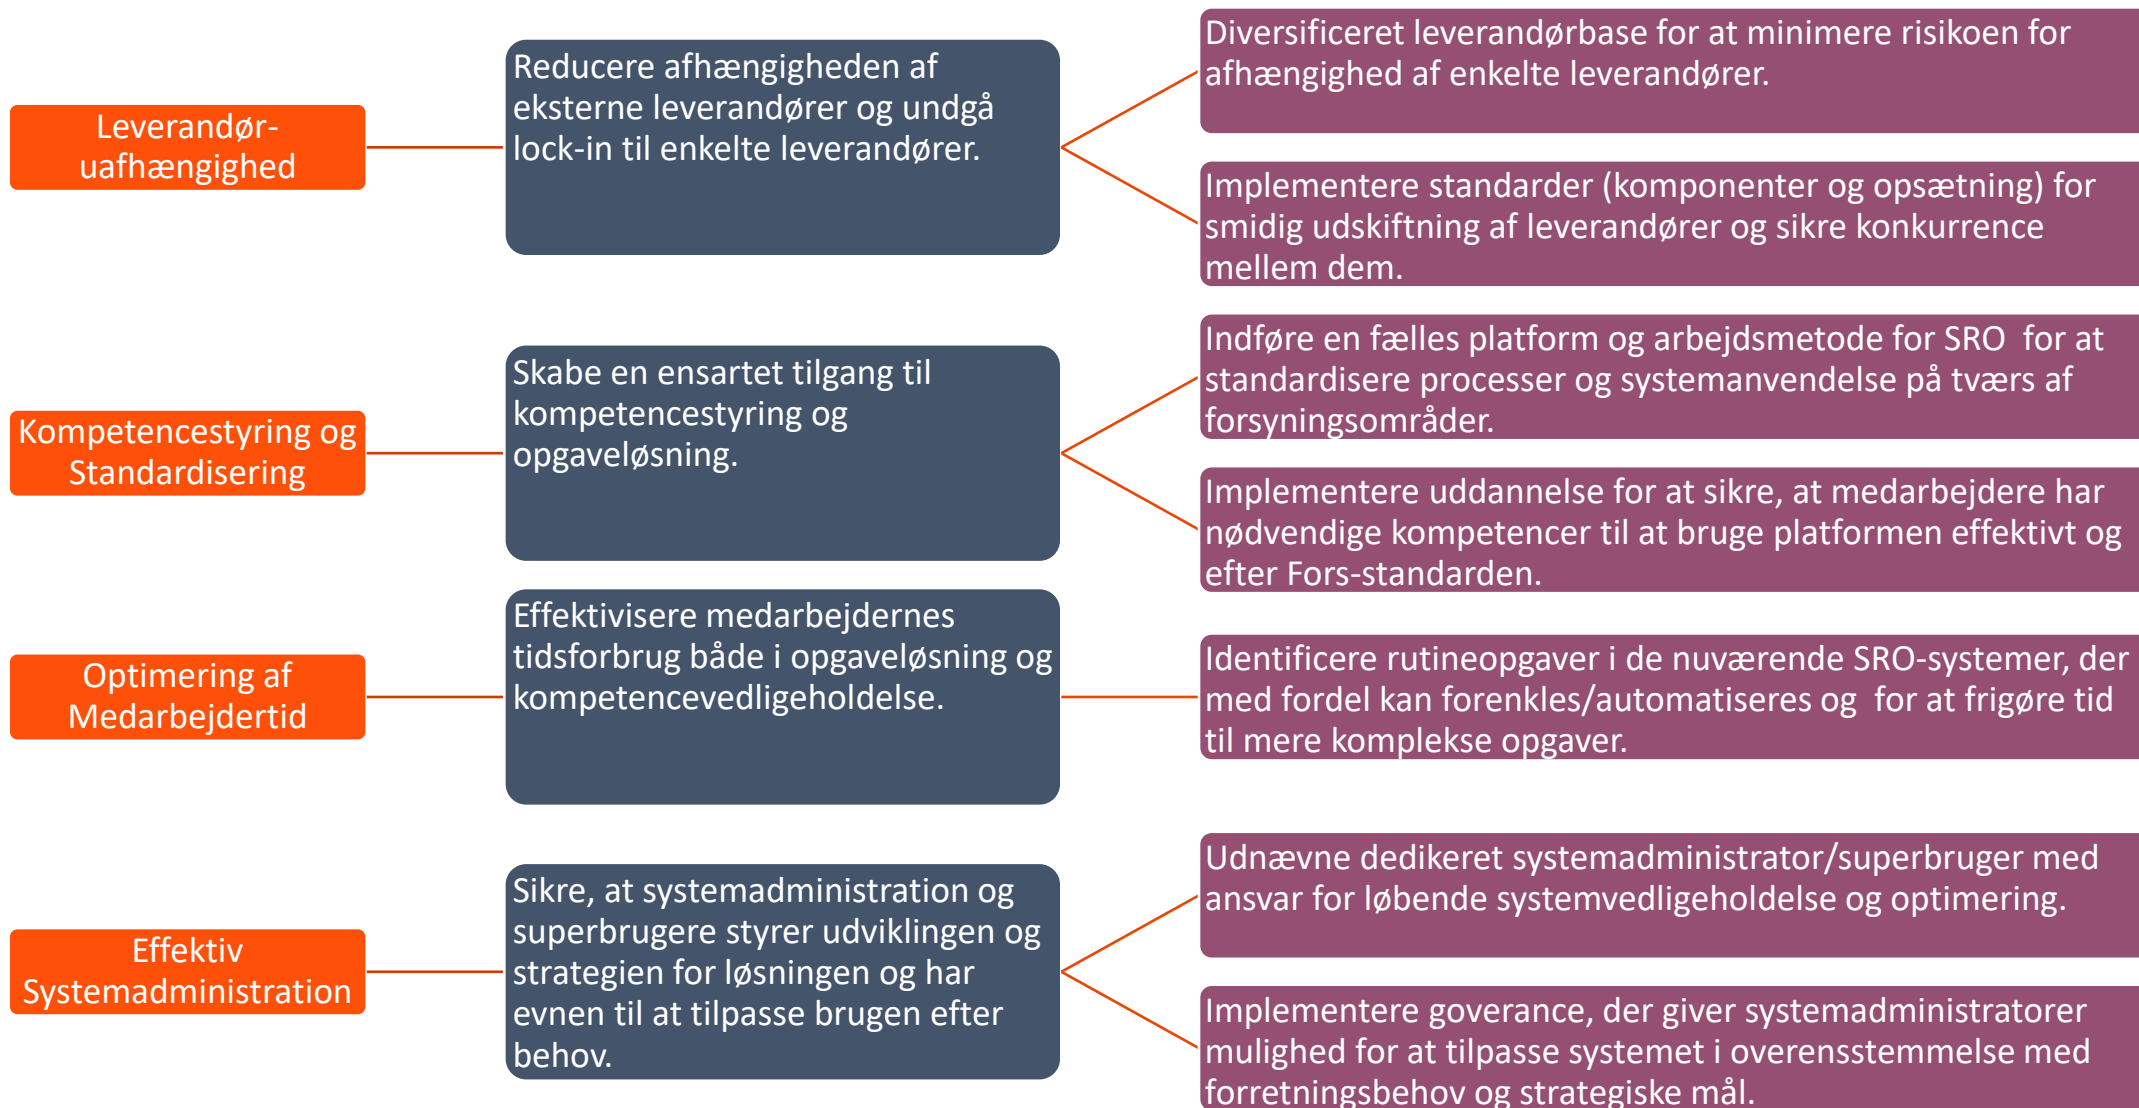 Leverandør-
uafhængighed
Reducere afhængigheden af
eksterne leverandører og undgå
lock-in til enkelte leverandører.
Diversificeret leverandørbase for at minimere risikoen for
afhængighed af enkelte leverandører.
Implementere standarder (komponenter og opsætning) for
smidig udskiftning af leverandører og sikre konkurrence
mellem dem.
Kompetencestyring og
Standardisering
Skabe en ensartet tilgang til
kompetencestyring og
opgaveløsning.
Indføre en fælles platform og arbejdsmetode for SRO  for at
standardisere processer og systemanvendelse på tværs af
forsyningsområder.
Implementere uddannelse for at sikre, at medarbejdere har
nødvendige kompetencer til at bruge platformen effektivt og
efter Fors-standarden.
Optimering af
Medarbejdertid
Effektivisere medarbejdernes
tidsforbrug både i opgaveløsning og
kompetencevedligeholdelse.
Identificere rutineopgaver i de nuværende SRO-systemer, der
med fordel kan forenkles/automatiseres og  for at frigøre tid
til mere komplekse opgaver.
Effektiv
Systemadministration
Sikre, at systemadministration og
superbrugere styrer udviklingen og
strategien for løsningen og har
evnen til at tilpasse brugen efter
behov.
Udnævne dedikeret systemadministrator/superbruger med
ansvar for løbende systemvedligeholdelse og optimering.
Implementere goverance, der giver systemadministratorer
mulighed for at tilpasse systemet i overensstemmelse med
forretningsbehov og strategiske mål.